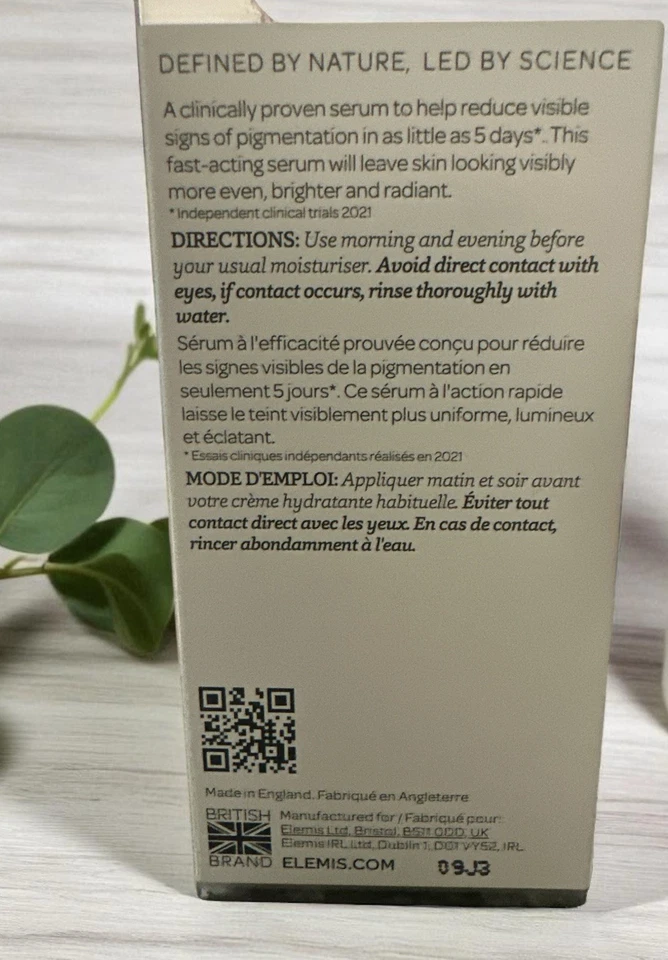 DEFINED BY NATURE, LED BY SCIENCE
A clinically proven serum to help reduce visible
signs of pigmentation in as little as 5 days*. This
fast-acting serum will leave skin looking visibly
more even, brighter and radiant.
* Independent clinical trials 2021
DIRECTIONS: Use morning and evening before
your usual moisturiser. Avoid direct contact with
eyes, if contact occurs, rinse thoroughly with
water.
Sérum à l'efficacité prouvée conçu pour réduire
les signes visibles de la pigmentation en
seulement 5 jours*. Ce sérum à l'action rapide
laisse le teint visiblement plus uniforme, lumineux
et éclatant.
* Essais cliniques indépendants réalisés en 2021
MODE D'EMPLOI: Appliquer matin et soir avant
votre crème hydratante habituelle. Éviter tout
contact direct avec les yeux. En cas de contact,
rincer abondamment à l'eau.
Made in England. Fabriqué en Angleterre
BRITISH
BRAND
Manufactured for / Fabriqué pour:
Elemis Ltd, Bristol, BS11 0DD, UK
Elemis IRL Ltd, Dublin 1, D01 VY52, IRL
ELEMIS.COM
09J3